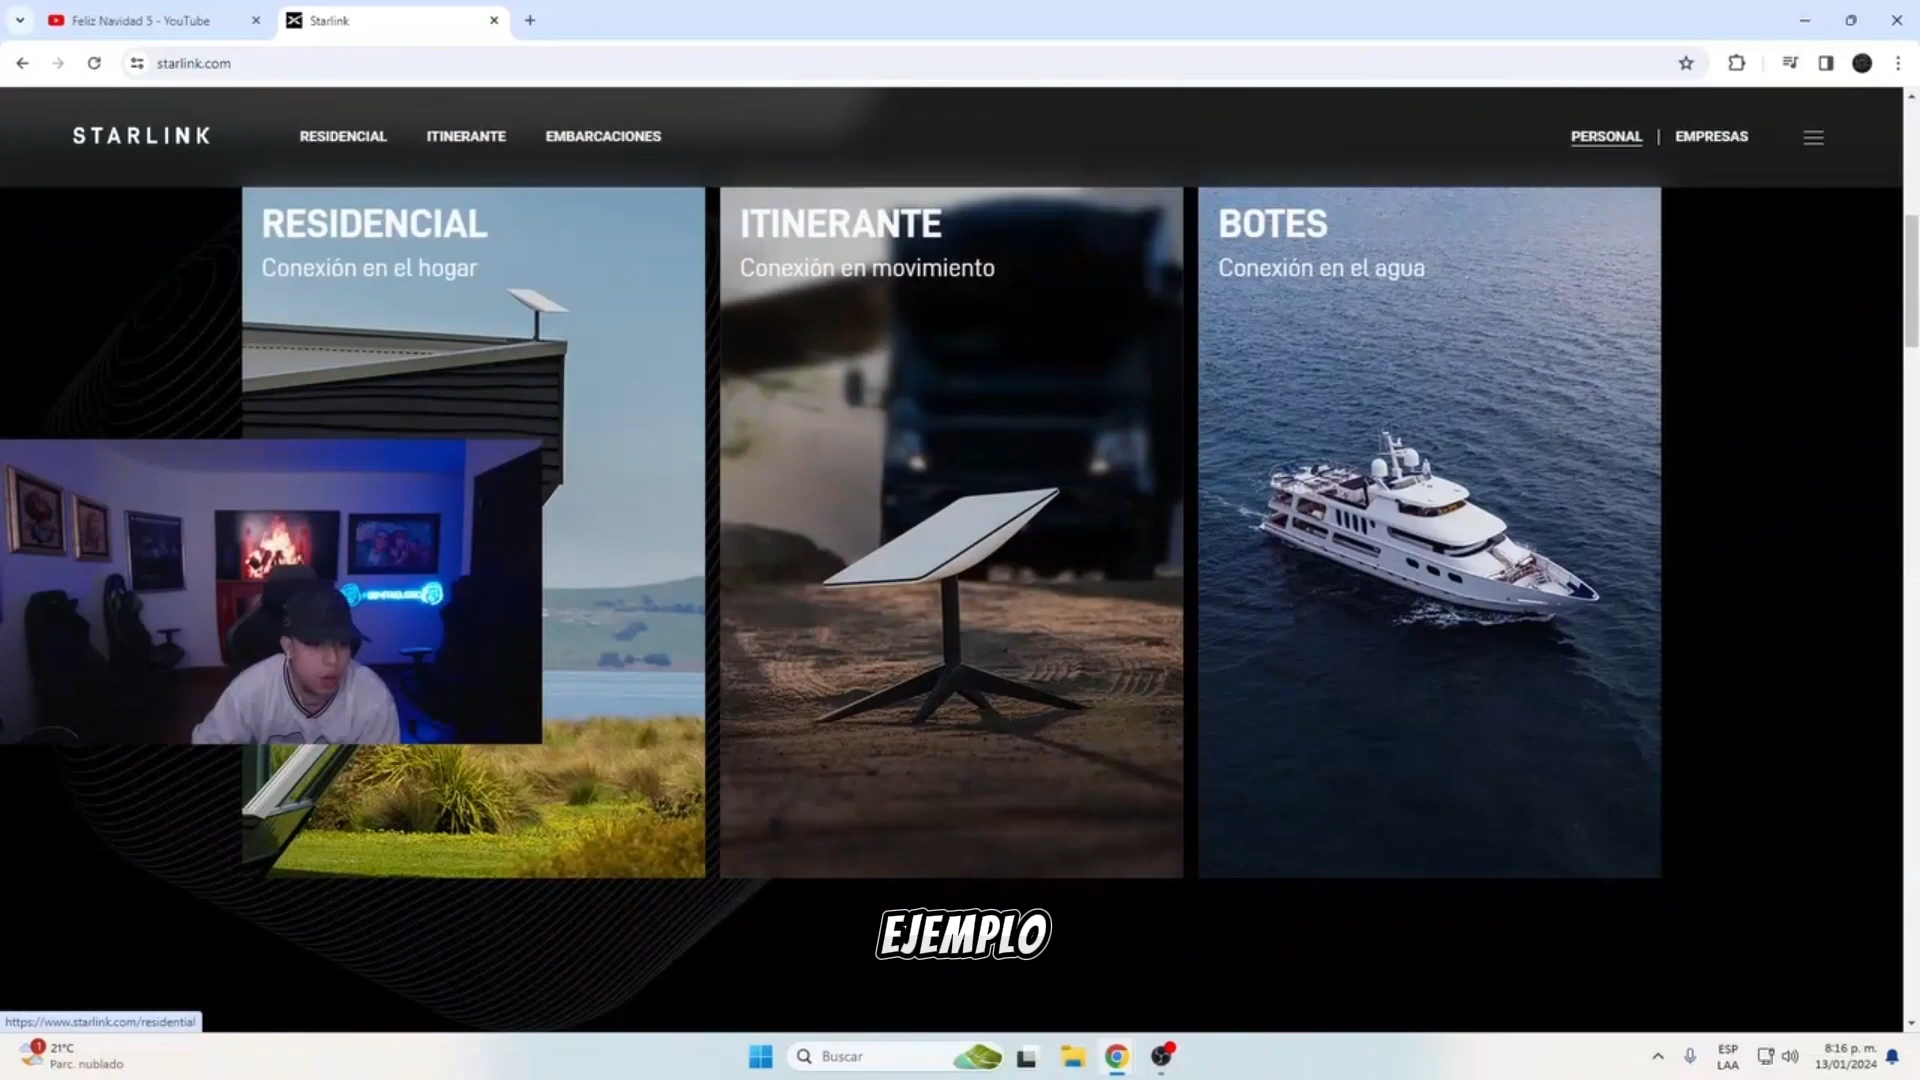 Feliz Navidad 5 - YouTube
Starlink
starlink.com
STARLINK
RESIDENCIAL
ITINERANTE
EMBARCACIONES
PERSONAL | EMPRESAS
RESIDENCIAL
Conexión en el hogar
ITINERANTE
Conexión en movimiento
BOTES
Conexión en el agua
EJEMPLO
https://www.starlink.com/residential
1
21°C
Parc. nublado
Buscar
ESP
LAA
8:16 p. m.
13/01/2024